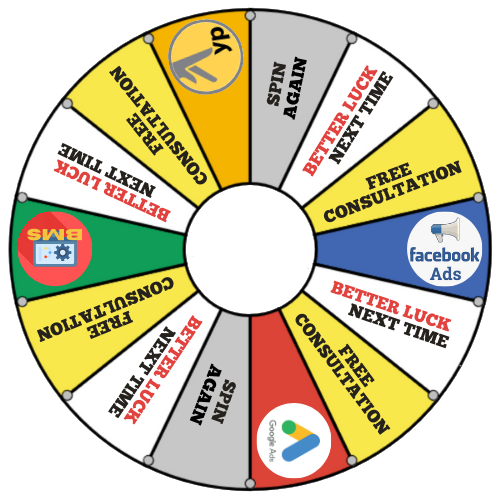 SPIN
AGAIN
BETTER LUCK
NEXT TIME
FREE
CONSULTATION
facebook
Ads
BETTER LUCK
NEXT TIME
FREE
CONSULTATION
Google Ads
SPIN
AGAIN
BETTER LUCK
NEXT TIME
FREE
CONSULTATION
BMS
BETTER LUCK
NEXT TIME
FREE
CONSULTATION
yp